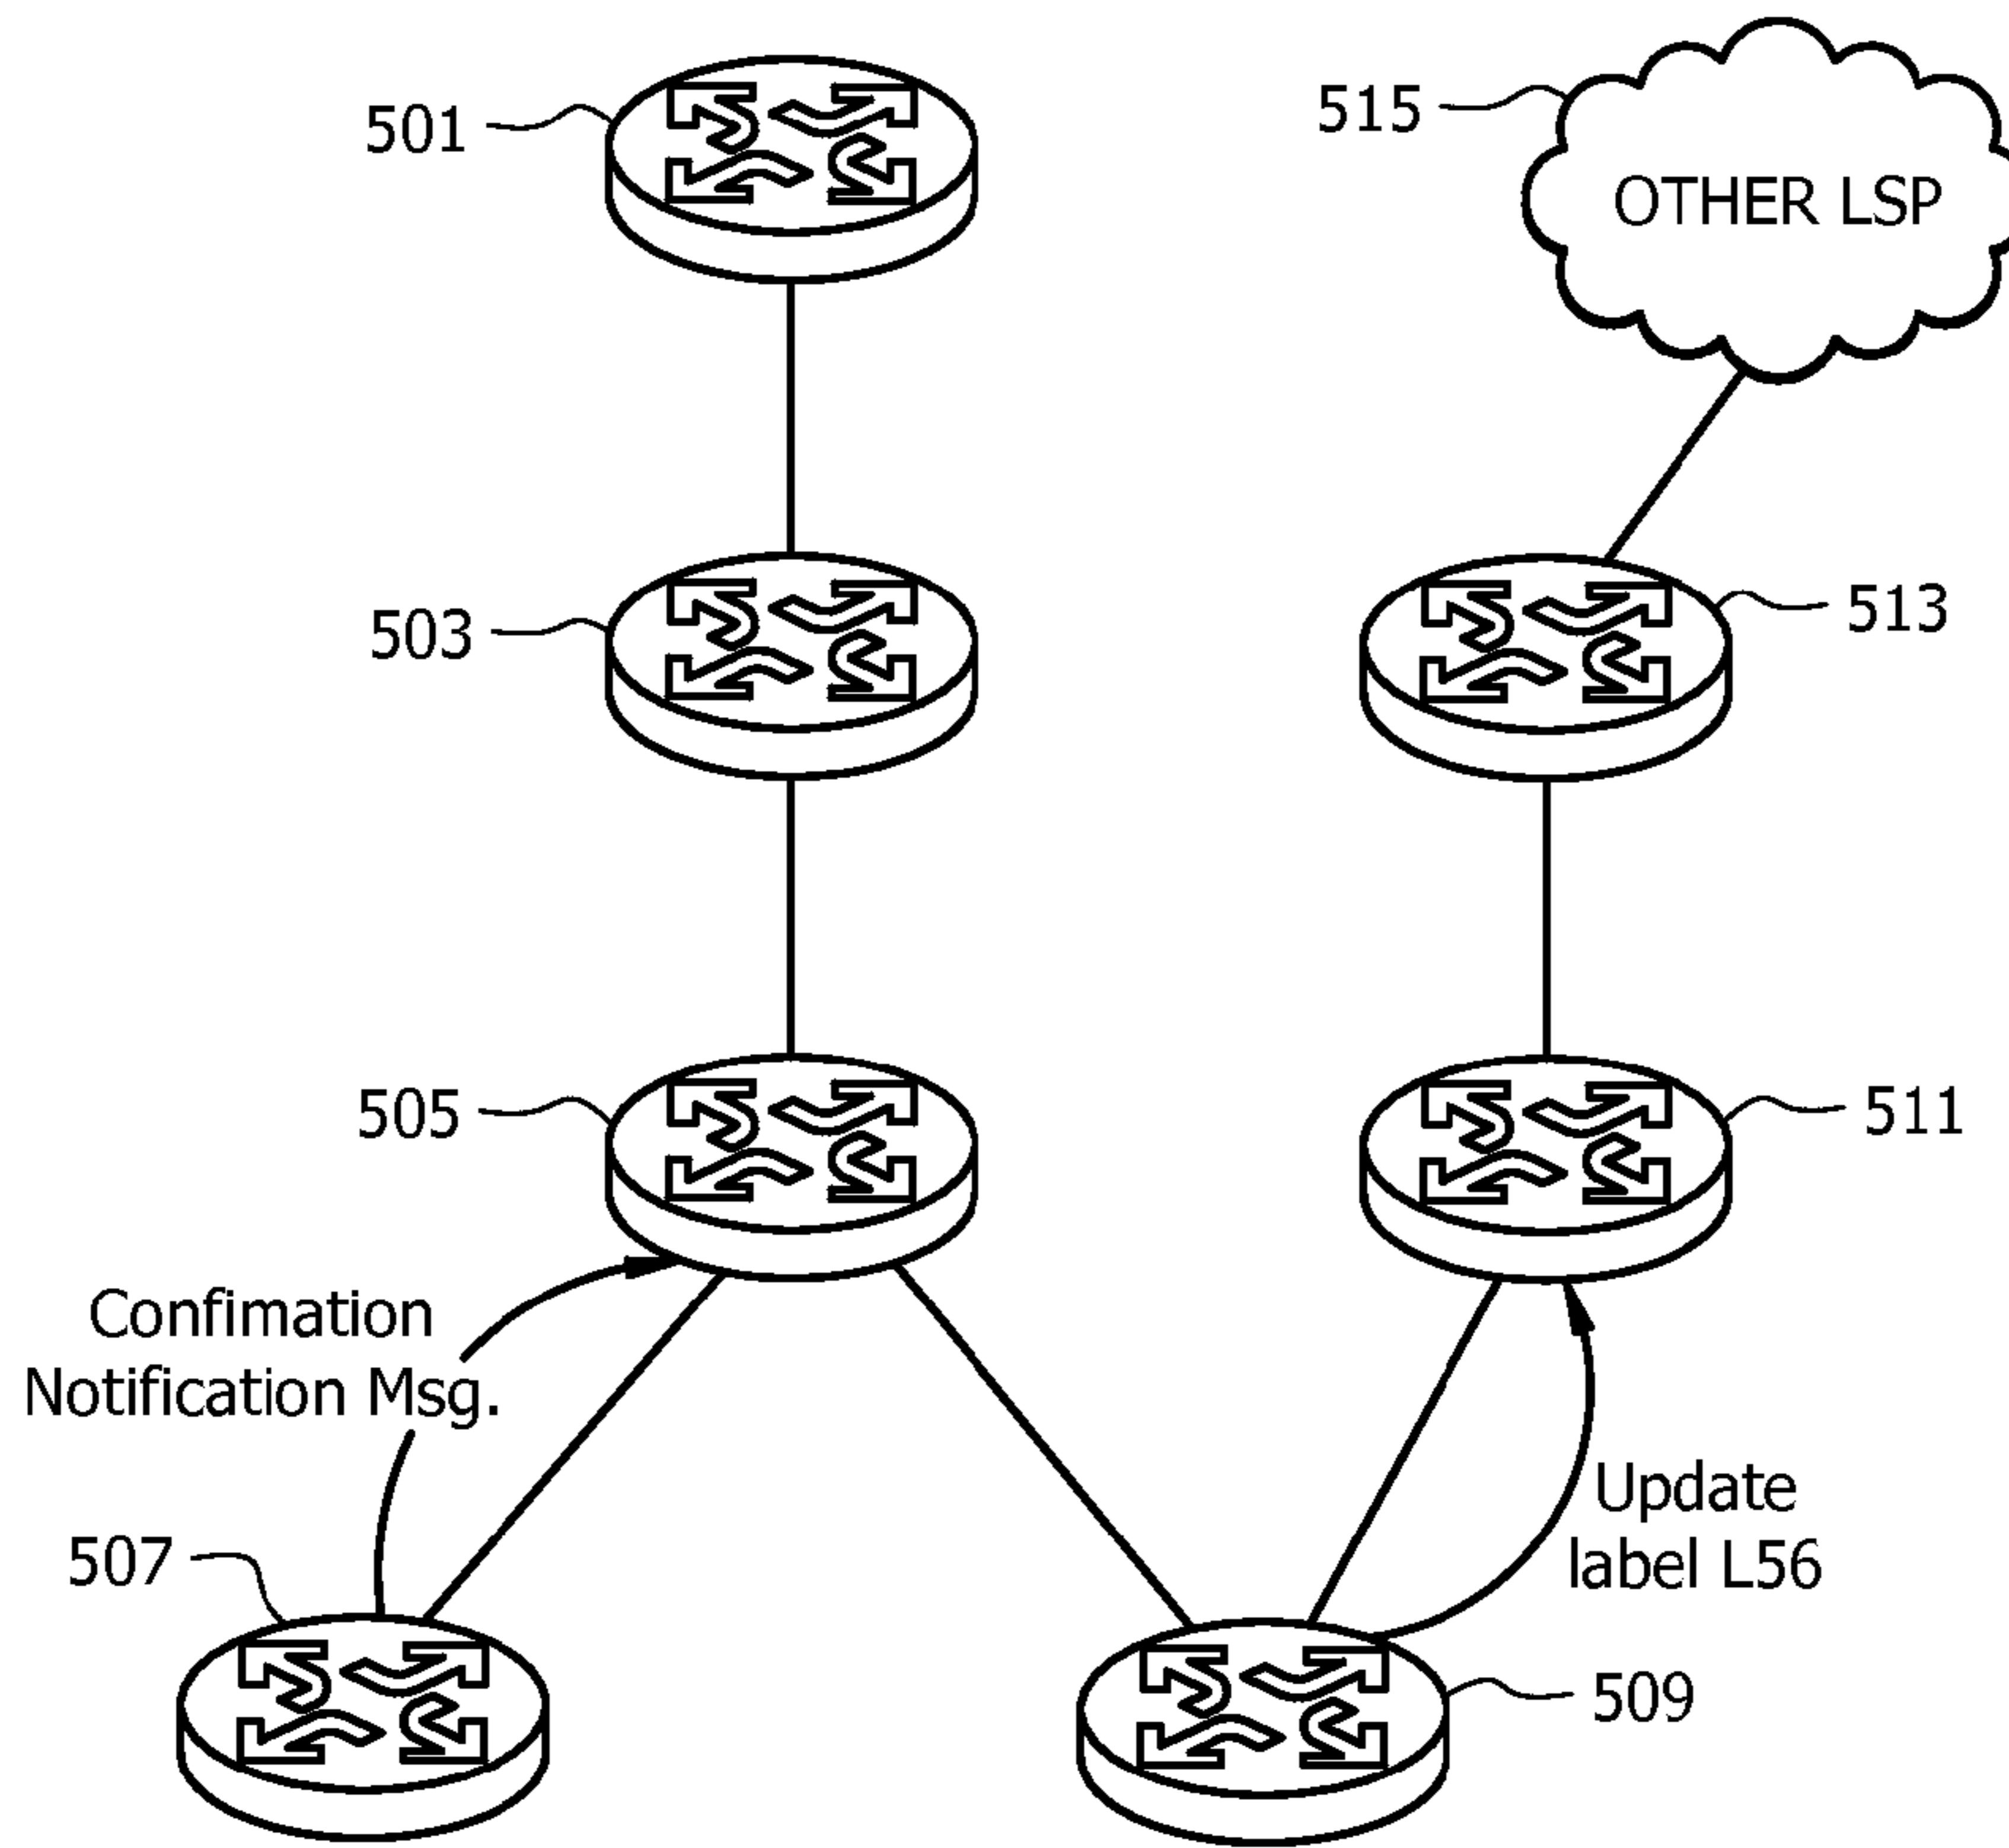 515
501
OTHER LSP
503
513
505
511
Confimation
Notification Msg.
Update
label L56
507
509